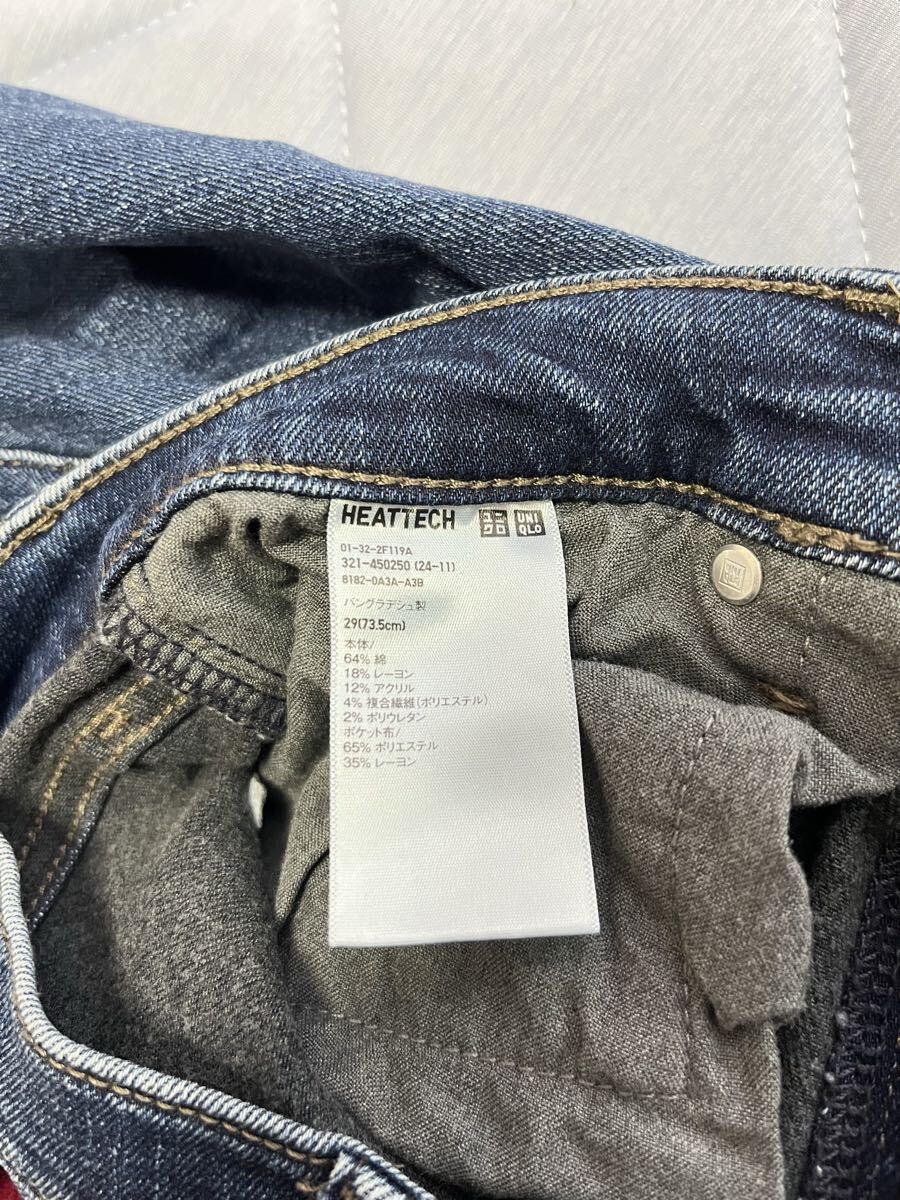 HEATTECH ユニクロ UNIQLO
01-32-2F119A
321-450250 (24-11)
8182-0A3A-A3B
バングラデシュ製
29(73.5cm)
本体/
64% 綿
18% レーヨン
12% アクリル
4% 複合繊維(ポリエステル)
2% ポリウレタン
ポケット布/
65% ポリエステル
35% レーヨン
UNIQLO